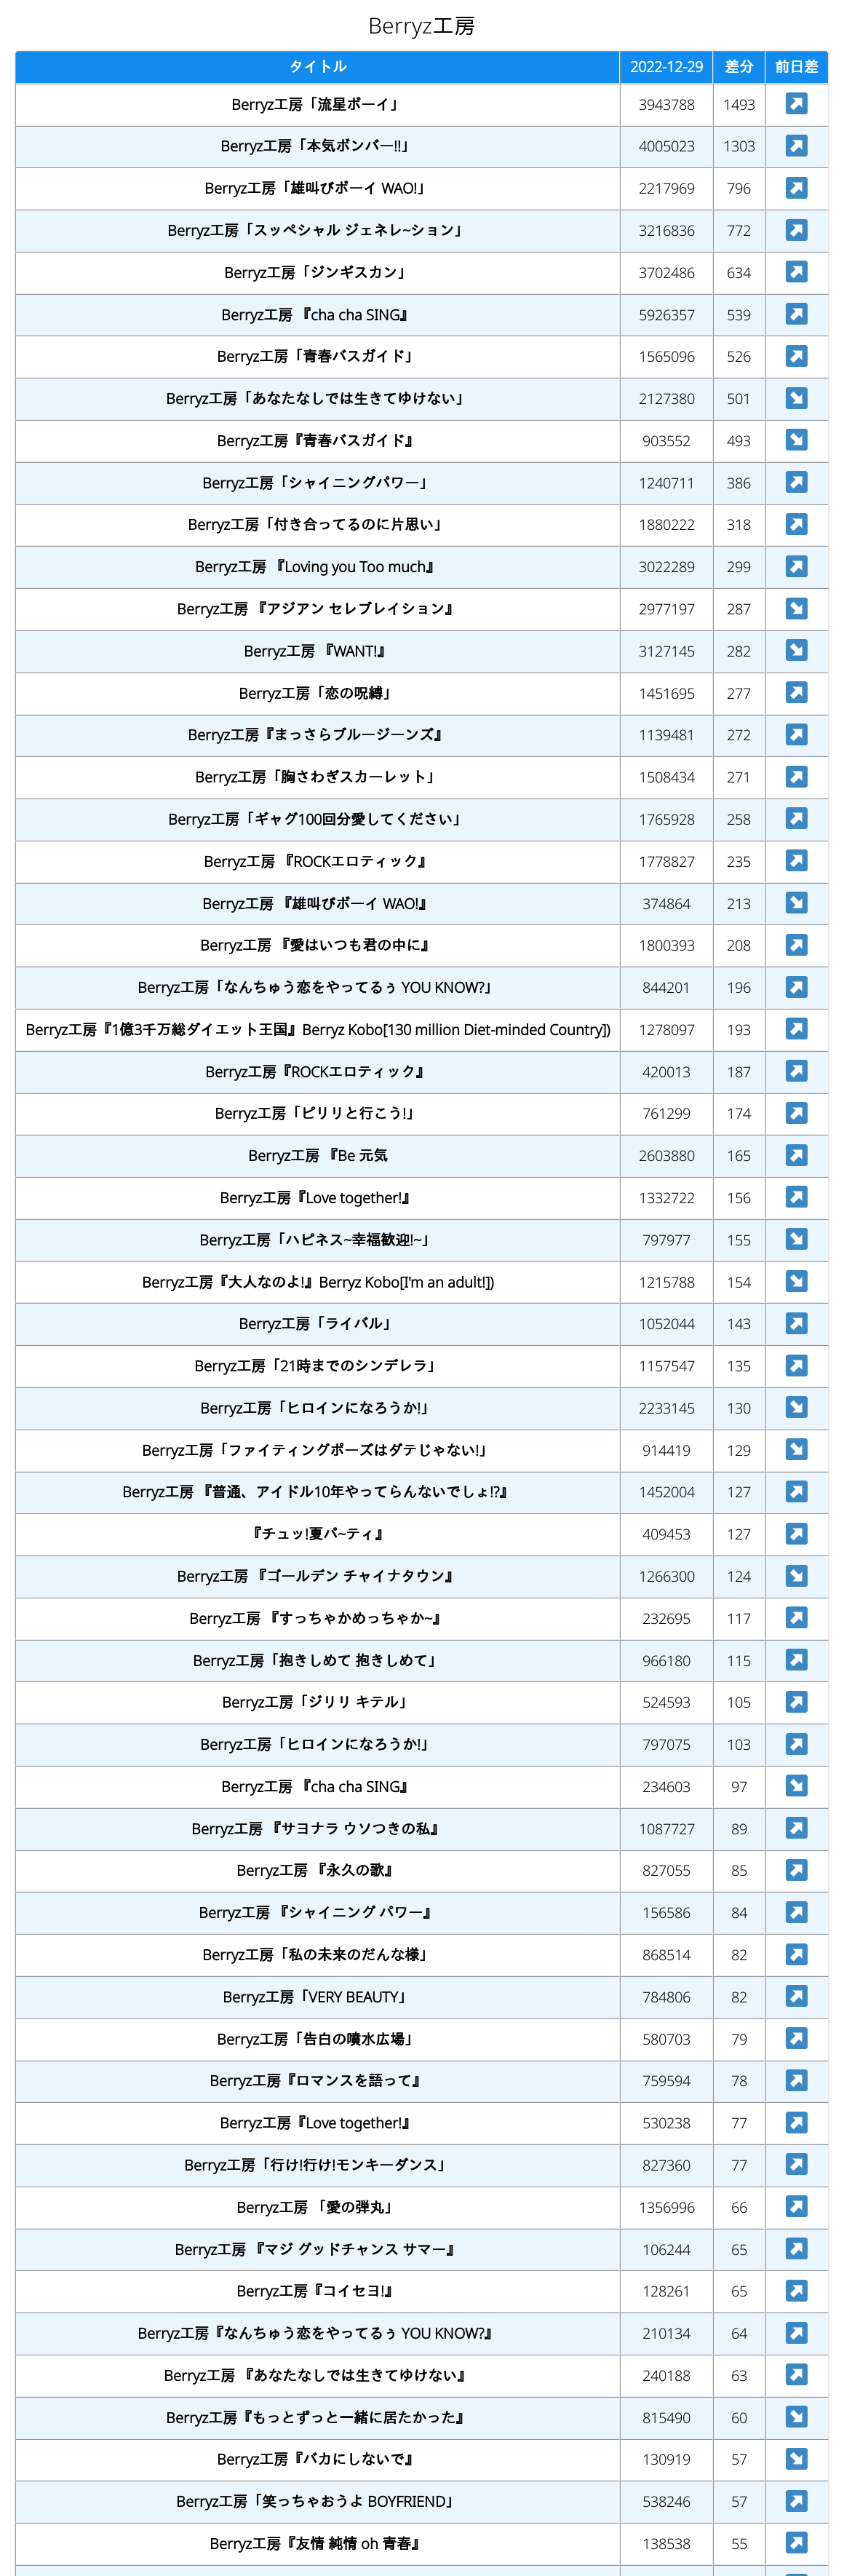 Berryz工房
タイトル 2022-12-29 差分 前日差
Berryz工房「流星ボーイ」 3943788 1493 ↗
Berryz工房「本気ボンバー!!」 4005023 1303 ↗
Berryz工房「雄叫びボーイ WAO!」 2217969 796 ↗
Berryz工房「スッペシャル ジェネレ~ション」 3216836 772 ↗
Berryz工房「ジンギスカン」 3702486 634 ↗
Berryz工房 『cha cha SING』 5926357 539 ↗
Berryz工房「青春バスガイド」 1565096 526 ↗
Berryz工房「あなたなしでは生きてゆけない」 2127380 501 ↘
Berryz工房『青春バスガイド』 903552 493 ↘
Berryz工房「シャイニングパワー」 1240711 386 ↗
Berryz工房「付き合ってるのに片思い」 1880222 318 ↗
Berryz工房 『Loving you Too much』 3022289 299 ↗
Berryz工房 『アジアン セレブレイション』 2977197 287 ↘
Berryz工房 『WANT!』 3127145 282 ↘
Berryz工房「恋の呪縛」 1451695 277 ↗
Berryz工房『まっさらブルージーンズ』 1139481 272 ↗
Berryz工房「胸さわぎスカーレット」 1508434 271 ↗
Berryz工房「ギャグ100回分愛してください」 1765928 258 ↗
Berryz工房 『ROCKエロティック』 1778827 235 ↗
Berryz工房 『雄叫びボーイ WAO!』 374864 213 ↘
Berryz工房 『愛はいつも君の中に』 1800393 208 ↗
Berryz工房「なんちゅう恋をやってるぅ YOU KNOW?」 844201 196 ↗
Berryz工房『1億3千万総ダイエット王国』Berryz Kobo[130 million Diet-minded Country]) 1278097 193 ↗
Berryz工房『ROCKエロティック』 420013 187 ↗
Berryz工房「ピリリと行こう!」 761299 174 ↗
Berryz工房 『Be 元気 2603880 165 ↗
Berryz工房『Love together!』 1332722 156 ↗
Berryz工房「ハピネス~幸福歓迎!~」 797977 155 ↘
Berryz工房『大人なのよ!』Berryz Kobo[I'm an adult!]) 1215788 154 ↘
Berryz工房「ライバル」 1052044 143 ↗
Berryz工房「21時までのシンデレラ」 1157547 135 ↗
Berryz工房「ヒロインになろうか!」 2233145 130 ↘
Berryz工房「ファイティングポーズはダテじゃない!」 914419 129 ↘
Berryz工房 『普通、アイドル10年やってらんないでしょ!?』 1452004 127 ↗
『チュッ!夏パ~ティ』 409453 127 ↗
Berryz工房 『ゴールデン チャイナタウン』 1266300 124 ↘
Berryz工房 『すっちゃかめっちゃか~』 232695 117 ↗
Berryz工房「抱きしめて 抱きしめて」 966180 115 ↗
Berryz工房「ジリリ キテル」 524593 105 ↗
Berryz工房「ヒロインになろうか!」 797075 103 ↗
Berryz工房 『cha cha SING』 234603 97 ↘
Berryz工房 『サヨナラ ウソつきの私』 1087727 89 ↗
Berryz工房 『永久の歌』 827055 85 ↗
Berryz工房 『シャイニング パワー』 156586 84 ↗
Berryz工房「私の未来のだんな様」 868514 82 ↗
Berryz工房「VERY BEAUTY」 784806 82 ↗
Berryz工房「告白の噴水広場」 580703 79 ↗
Berryz工房『ロマンスを語って』 759594 78 ↗
Berryz工房『Love together!』 530238 77 ↗
Berryz工房「行け!行け!モンキーダンス」 827360 77 ↗
Berryz工房 「愛の弾丸」 1356996 66 ↗
Berryz工房 『マジ グッドチャンス サマー』 106244 65 ↗
Berryz工房『コイセヨ!』 128261 65 ↗
Berryz工房『なんちゅう恋をやってるぅ YOU KNOW?』 210134 64 ↗
Berryz工房 『あなたなしでは生きてゆけない』 240188 63 ↗
Berryz工房『もっとずっと一緒に居たかった』 815490 60 ↘
Berryz工房『バカにしないで』 130919 57 ↘
Berryz工房「笑っちゃおうよ BOYFRIEND」 538246 57 ↗
Berryz工房『友情 純情 oh 青春』 138538 55 ↗